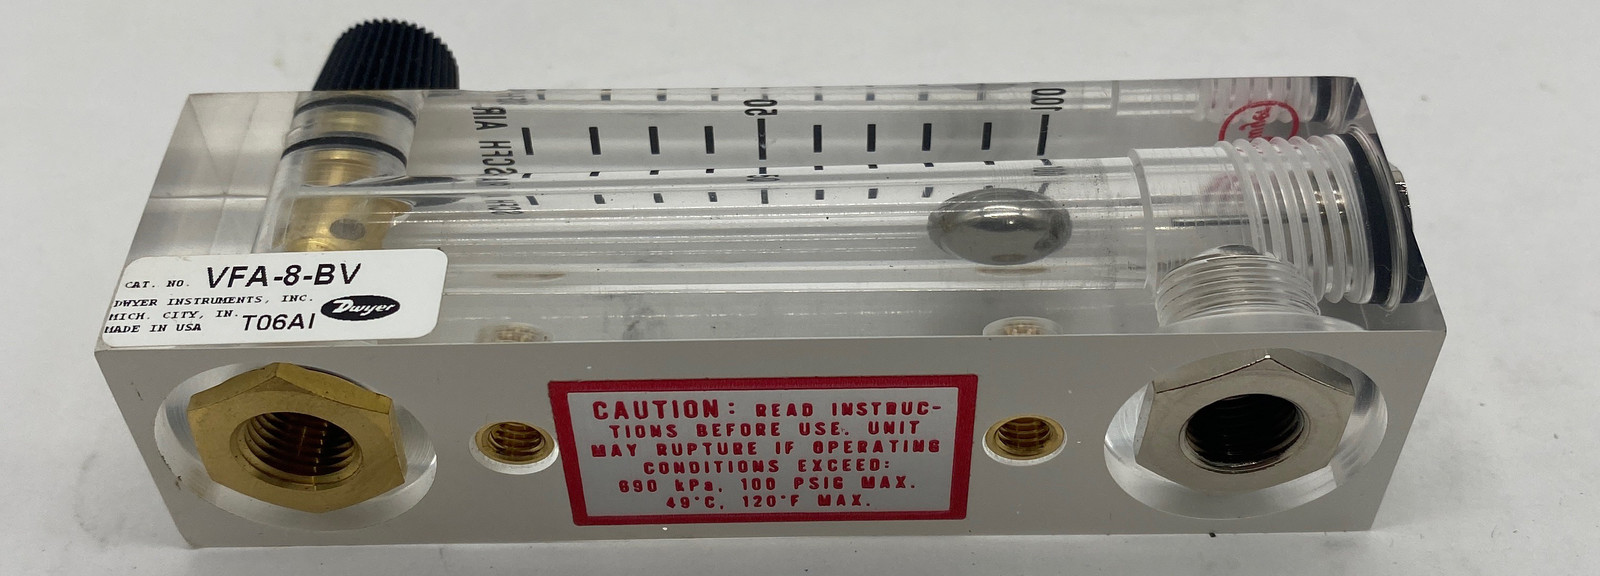 SCFH AIR
50
100
CAT. NO. VFA-8-BV
DWYER INSTRUMENTS, INC.
MICH. CITY, IN.
MADE IN USA
T06AI
Dwyer
CAUTION: READ INSTRUC-
TIONS BEFORE USE. UNIT
MAY RUPTURE IF OPERATING
CONDITIONS EXCEED:
690 kPa, 100 PSIG MAX.
49°C, 120°F MAX.